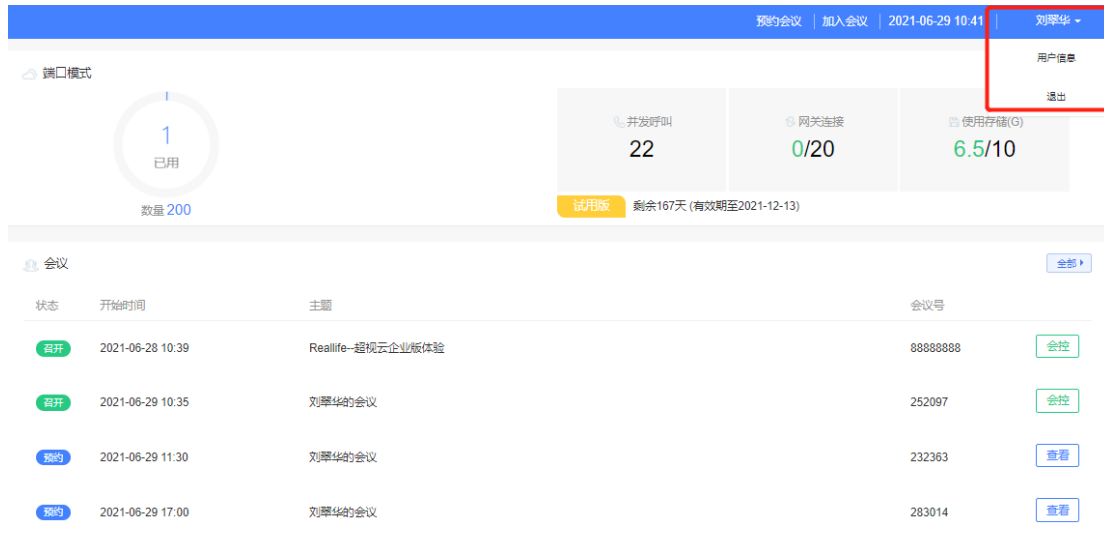 预约会议 加入会议 2021-06-29 10:41 刘翠华
用户信息
退出
端口模式
1
已用
数量 200
并发呼叫
22
网关连接
0/20
使用存储(G)
6.5/10
试用版 剩余167天 (有效期至2021-12-13)
会议 全部
状态 开始时间 主题 会议号
召开 2021-06-28 10:39 Reallife--超视云企业版体验 88888888 会控
召开 2021-06-29 10:35 刘翠华的会议 252097 会控
预约 2021-06-29 11:30 刘翠华的会议 232363 查看
预约 2021-06-29 17:00 刘翠华的会议 283014 查看